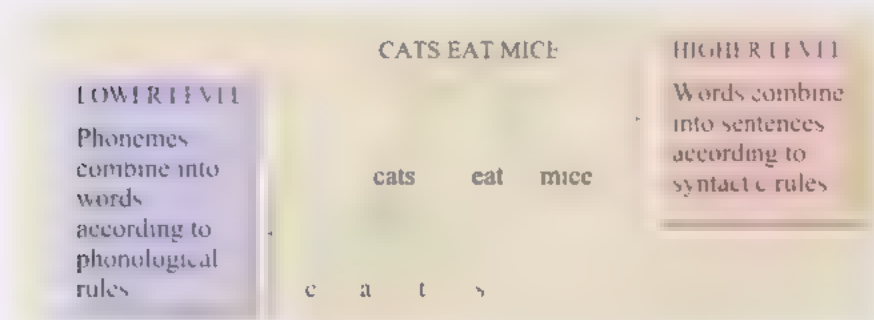 CATS EAT MICE
HIGHER LEVEL
Words combine
into sentences
according to
syntactic rules
LOWER LEVEL
Phonemes
combine into
words
according to
phonological
rules
cats eat mice
c a t s